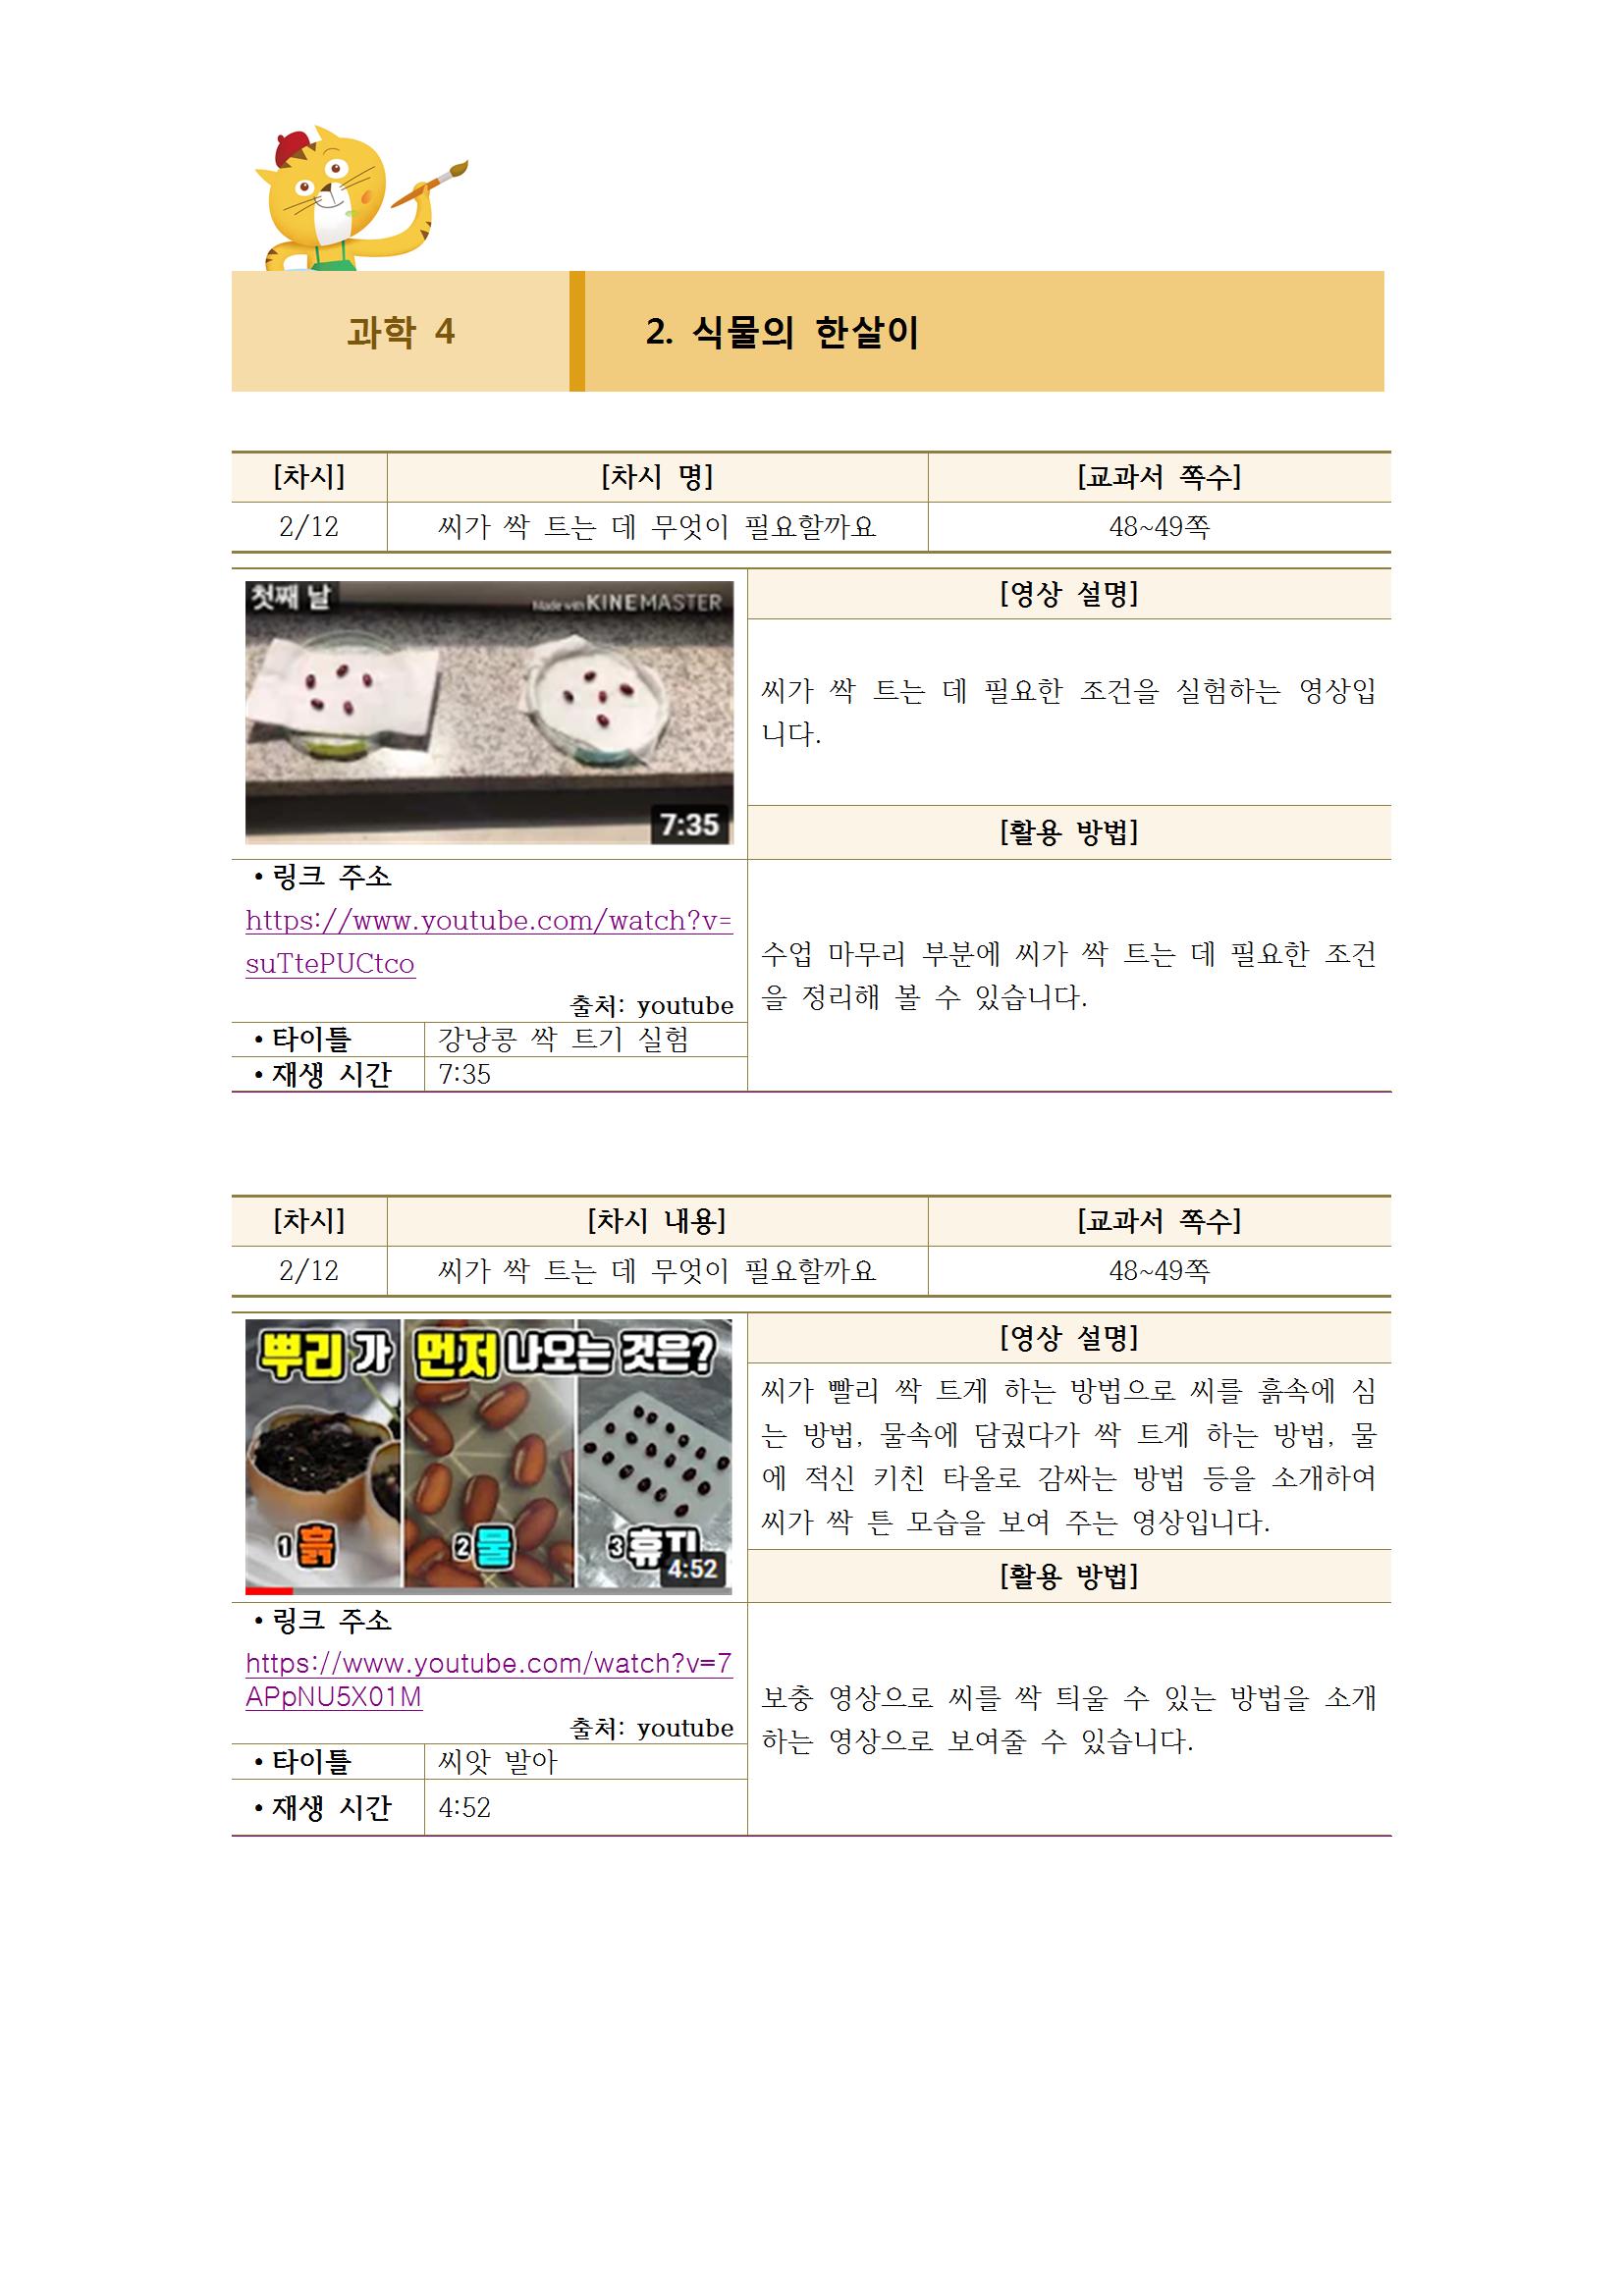 과학 4
2. 식물의 한살이
[차시] [차시 명] [교과서 쪽수]
2/12 씨가 싹 트는 데 무엇이 필요할까요 48~49쪽
첫째 날
Made with KINEMASTER
7:35
[영상 설명]
씨가 싹 트는 데 필요한 조건을 실험하는 영상입
니다.
[활용 방법]
• 링크 주소
https://www.youtube.com/watch?v=
suTtePUCtco
출처: youtube
수업 마무리 부분에 씨가 싹 트는 데 필요한 조건
을 정리해 볼 수 있습니다.
• 타이틀 강낭콩 싹 트기 실험
• 재생 시간 7:35
[차시] [차시 내용] [교과서 쪽수]
2/12 씨가 싹 트는 데 무엇이 필요할까요 48~49쪽
뿌리가 먼저 나오는 것은?
1 흙 2 물 3 휴지
4:52
[영상 설명]
씨가 빨리 싹 트게 하는 방법으로 씨를 흙속에 심
는 방법, 물속에 담궜다가 싹 트게 하는 방법, 물
에 적신 키친 타올로 감싸는 방법 등을 소개하여
씨가 싹 튼 모습을 보여 주는 영상입니다.
[활용 방법]
• 링크 주소
https://www.youtube.com/watch?v=7
APpNU5X01M
출처: youtube
보충 영상으로 씨를 싹 틔울 수 있는 방법을 소개
하는 영상으로 보여줄 수 있습니다.
• 타이틀 씨앗 발아
• 재생 시간 4:52